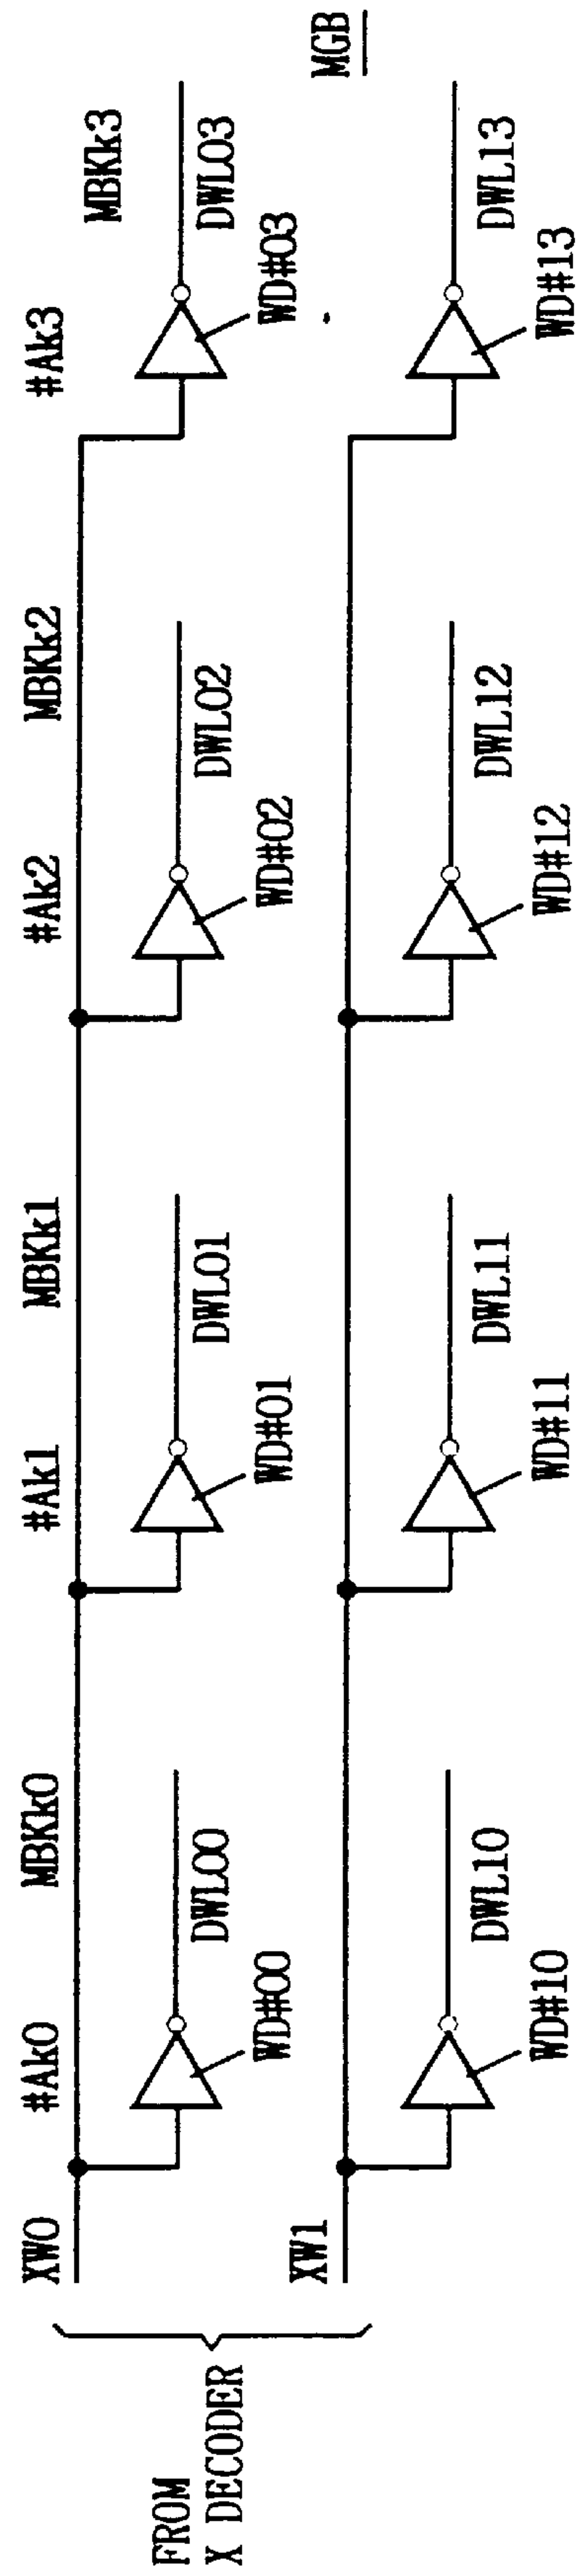 MGB
#Ak0 MBKk0 #Ak1 MBKk1 #Ak2 MBKk2 #Ak3 MBKk3
XW0
DWL00 DWL01 DWL02 DWL03
WD#00 WD#01 WD#02 WD#03
XW1
DWL10 DWL11 DWL12 DWL13
WD#10 WD#11 WD#12 WD#13
FROM
X DECODER